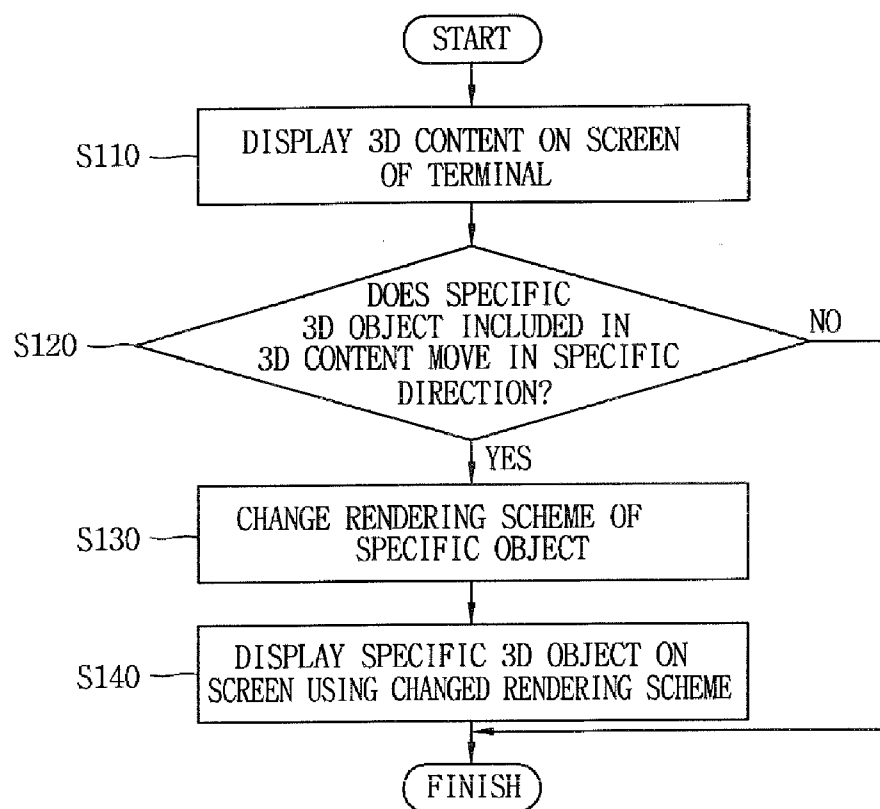 START
S110
DISPLAY 3D CONTENT ON SCREEN
OF TERMINAL
S120
DOES SPECIFIC
3D OBJECT INCLUDED IN
3D CONTENT MOVE IN SPECIFIC
DIRECTION?
NO
YES
S130
CHANGE RENDERING SCHEME OF
SPECIFIC OBJECT
S140
DISPLAY SPECIFIC 3D OBJECT ON
SCREEN USING CHANGED RENDERING SCHEME
FINISH